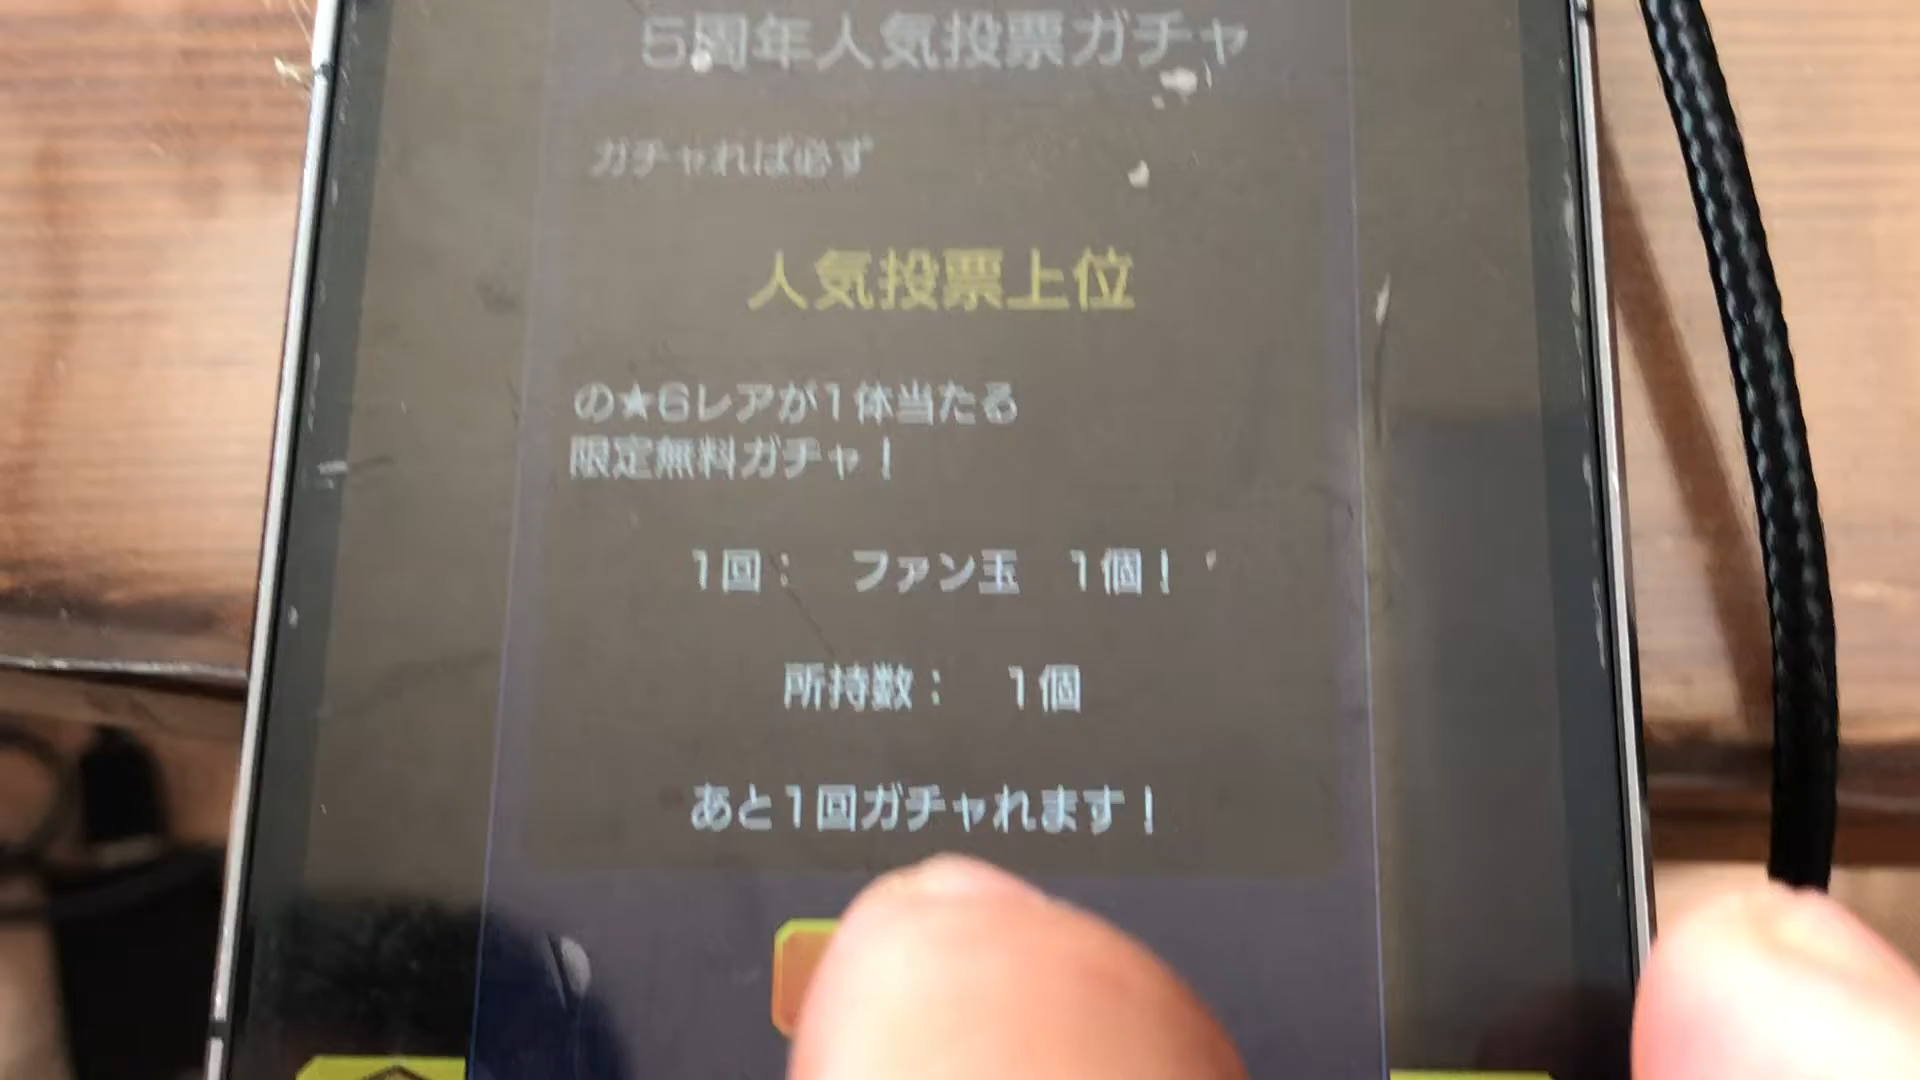 5周年人気投票ガチャ
ガチャれば必ず
人気投票上位
の★6レアが1体当たる
限定無料ガチャ！
1回：　ファン玉　1個！
所持数：　1個
あと1回ガチャれます！